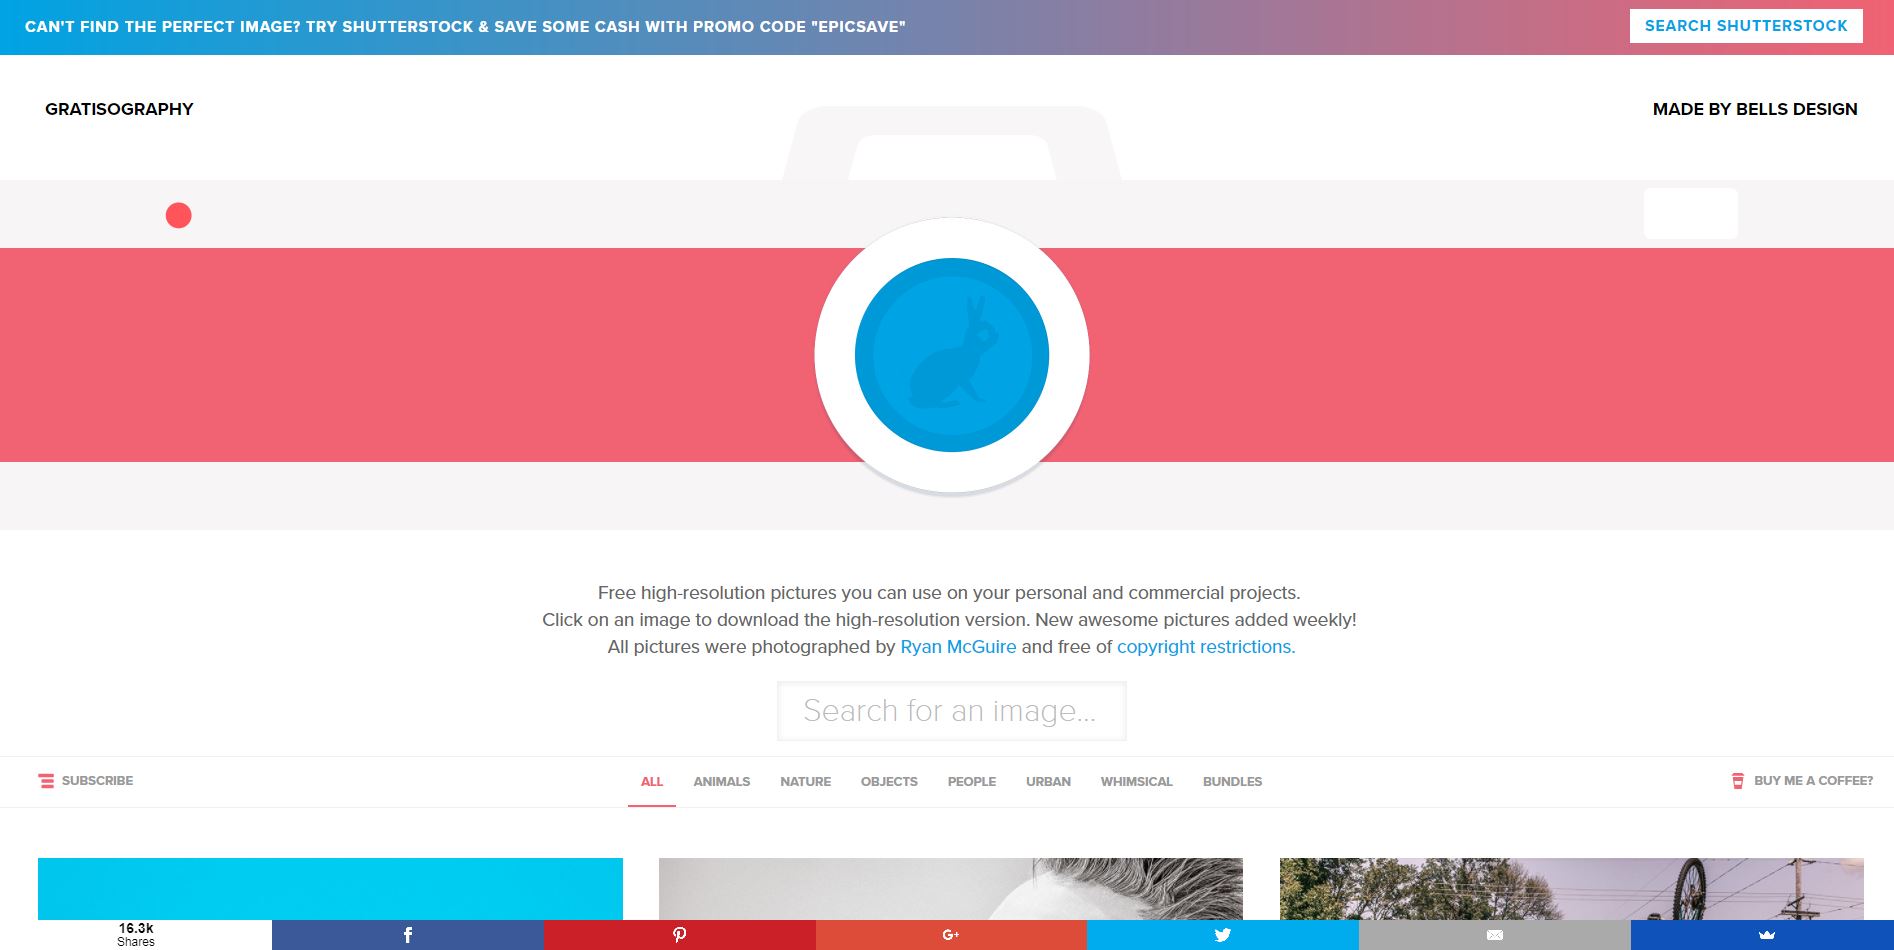 CAN'T FIND THE PERFECT IMAGE? TRY SHUTTERSTOCK & SAVE SOME CASH WITH PROMO CODE "EPICSAVE"
SEARCH SHUTTERSTOCK
GRATISOGRAPHY
MADE BY BELLS DESIGN
Free high-resolution pictures you can use on your personal and commercial projects.
Click on an image to download the high-resolution version. New awesome pictures added weekly!
All pictures were photographed by Ryan McGuire and free of copyright restrictions.
Search for an image...
SUBSCRIBE
ALL ANIMALS NATURE OBJECTS PEOPLE URBAN WHIMSICAL BUNDLES
BUY ME A COFFEE?
16.3k
Shares
G+